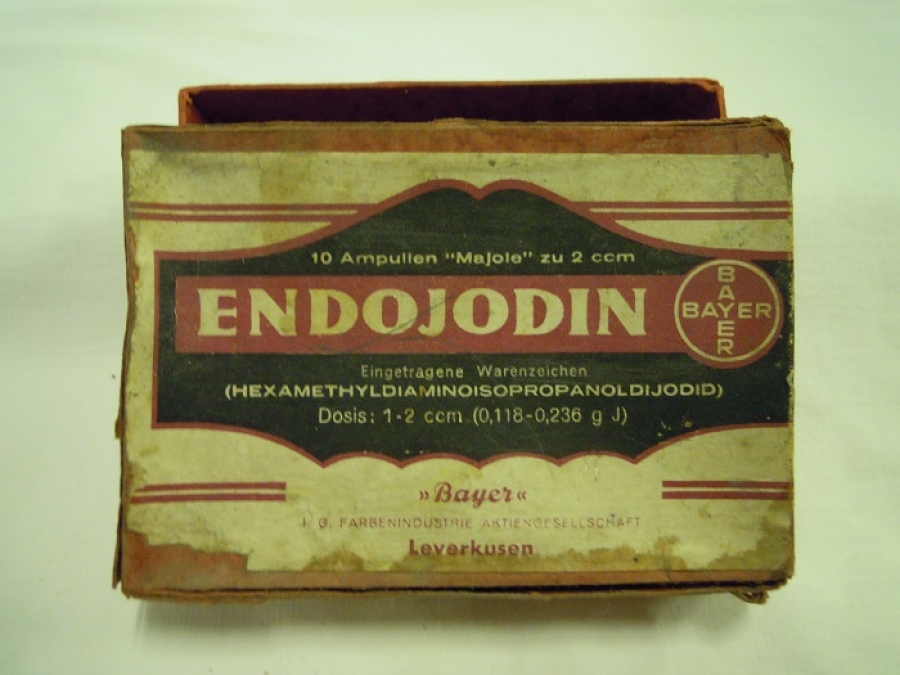 10 Ampullen "Majole" zu 2 ccm
ENDOJODIN
BAYER
BAYER
Eingetragene Warenzeichen
(HEXAMETHYLDIAMINOISOPROPANOLDIJODID)
Dosis: 1-2 ccm (0,118-0,236 g J)
»Bayer«
I. G. FARBENINDUSTRIE AKTIENGESELLSCHAFT
Leverkusen